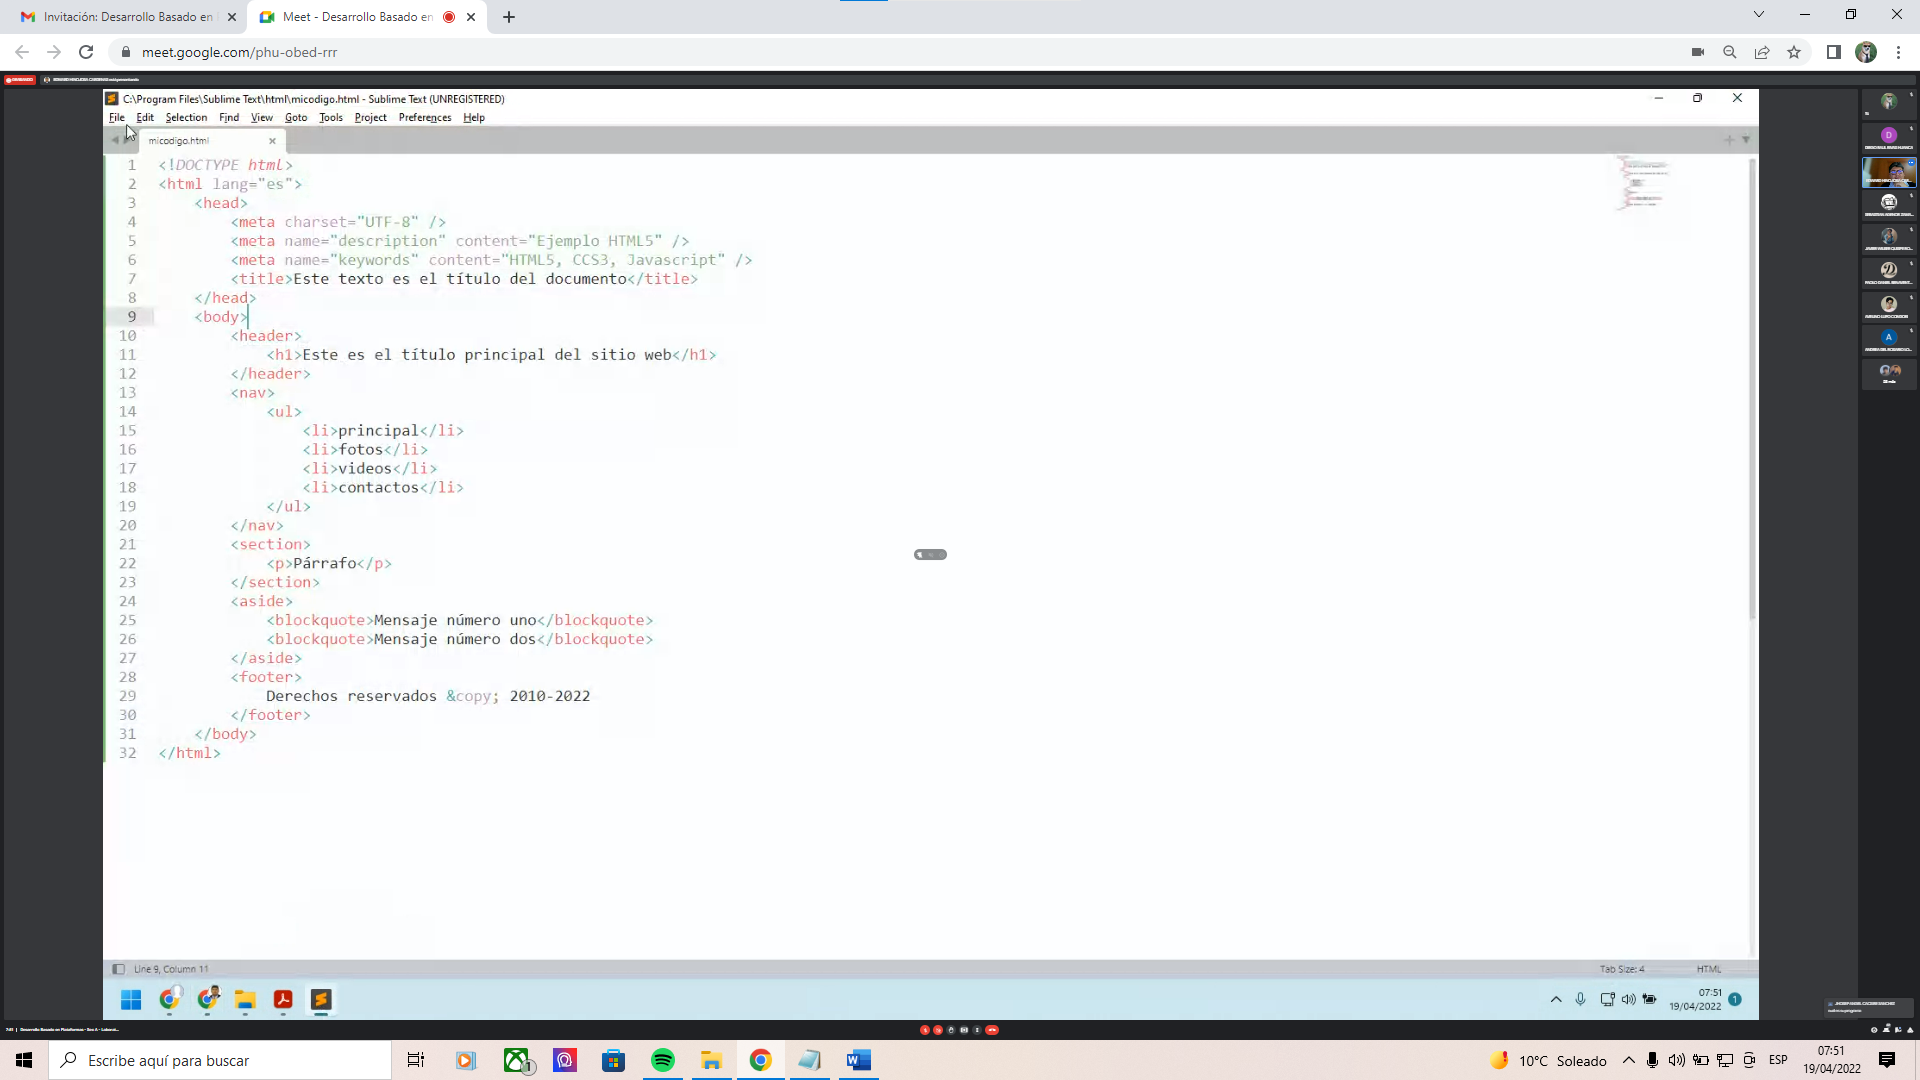 Invitación: Desarrollo Basado en
Meet - Desarrollo Basado en
meet.google.com/phu-obed-rrr
C:\Program Files\Sublime Text\html\micodigo.html - Sublime Text (UNREGISTERED)
File Edit Selection Find View Goto Tools Project Preferences Help
micodigo.html
1 <!DOCTYPE html>
2 <html lang="es">
3 <head>
4 <meta charset="UTF-8" />
5 <meta name="description" content="Ejemplo HTML5" />
6 <meta name="keywords" content="HTML5, CCS3, Javascript" />
7 <title>Este texto es el título del documento</title>
8 </head>
9 <body>
10 <header>
11 <h1>Este es el título principal del sitio web</h1>
12 </header>
13 <nav>
14 <ul>
15 <li>principal</li>
16 <li>fotos</li>
17 <li>videos</li>
18 <li>contactos</li>
19 </ul>
20 </nav>
21 <section>
22 <p>Párrafo</p>
23 </section>
24 <aside>
25 <blockquote>Mensaje número uno</blockquote>
26 <blockquote>Mensaje número dos</blockquote>
27 </aside>
28 <footer>
29 Derechos reservados &copy; 2010-2022
30 </footer>
31 </body>
32 </html>
Line 9, Column 11
Tab Size: 4
HTML
07:51
19/04/2022
1
Escribe aquí para buscar
1
10°C Soleado
ESP
07:51
19/04/2022